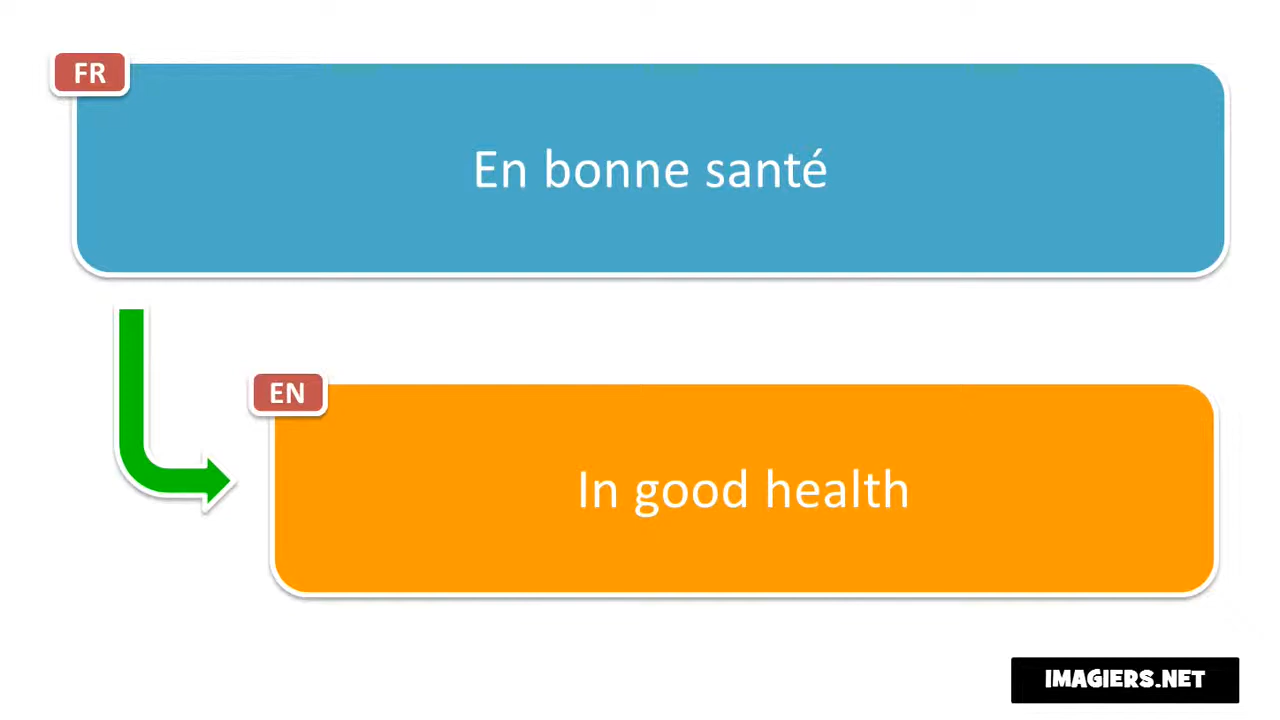 FR
En bonne santé
EN
In good health
IMAGIERS.NET